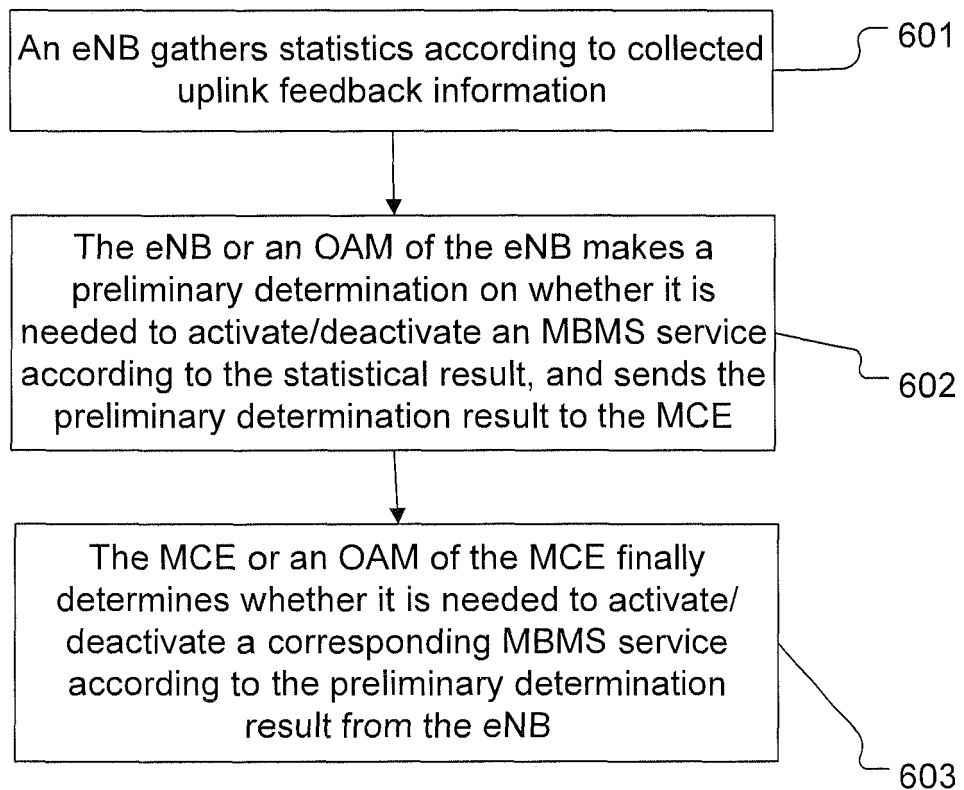 An eNB gathers statistics according to collected
uplink feedback information
601
The eNB or an OAM of the eNB makes a
preliminary determination on whether it is
needed to activate/deactivate an MBMS service
according to the statistical result, and sends the
preliminary determination result to the MCE
602
The MCE or an OAM of the MCE finally
determines whether it is needed to activate/
deactivate a corresponding MBMS service
according to the preliminary determination
result from the eNB
603